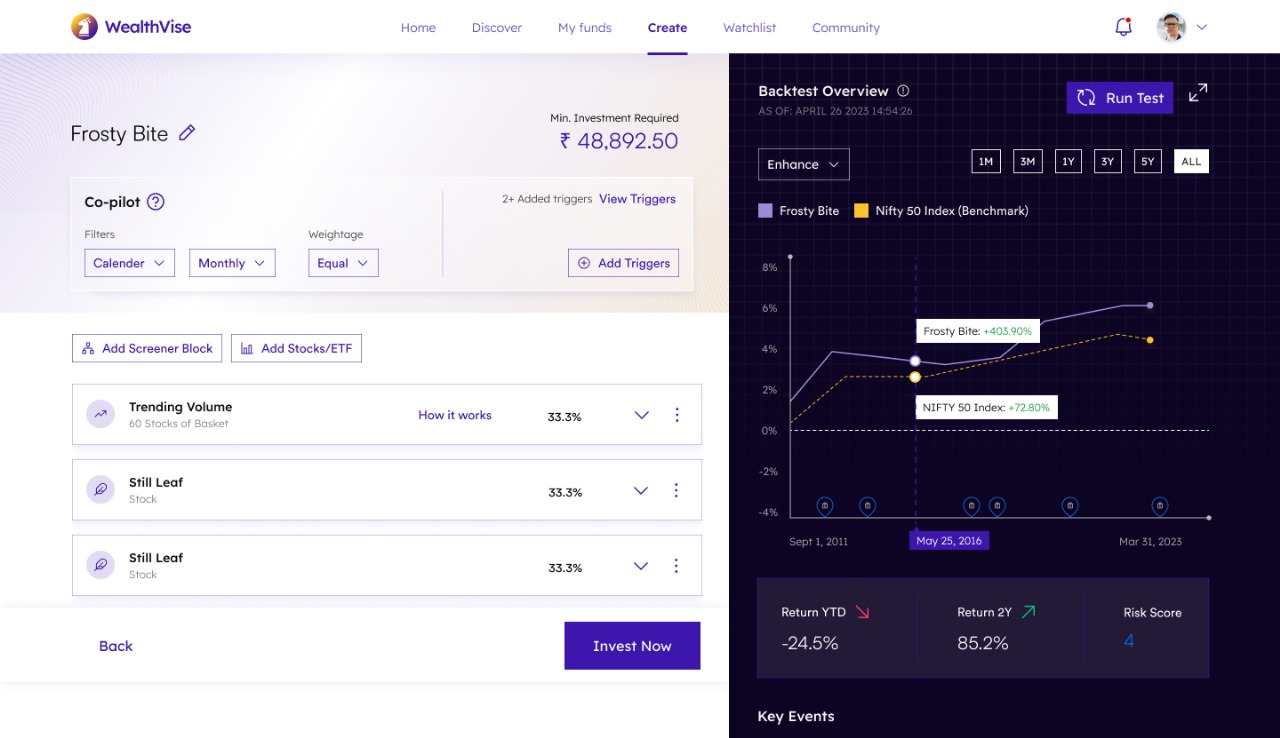 WealthVise
Home Discover My funds Create Watchlist Community
Frosty Bite
Min. Investment Required
₹ 48,892.50
Co-pilot
2+ Added triggers View Triggers
Filters
Weightage
Calender Monthly Equal
Add Triggers
Add Screener Block Add Stocks/ETF
Trending Volume
60 Stocks of Basket
How it works
33.3%
Still Leaf
Stock
33.3%
Still Leaf
Stock
33.3%
Back
Invest Now
Backtest Overview
AS OF: APRIL 26 2023 14:54:26
Run Test
Enhance
1M 3M 1Y 3Y 5Y ALL
Frosty Bite Nifty 50 Index (Benchmark)
8%
6%
4%
2%
0%
-2%
-4%
Frosty Bite: +403.90%
NIFTY 50 Index: +72.80%
Sept 1, 2011 May 25, 2016 Mar 31, 2023
Return YTD
-24.5%
Return 2Y
85.2%
Risk Score
4
Key Events